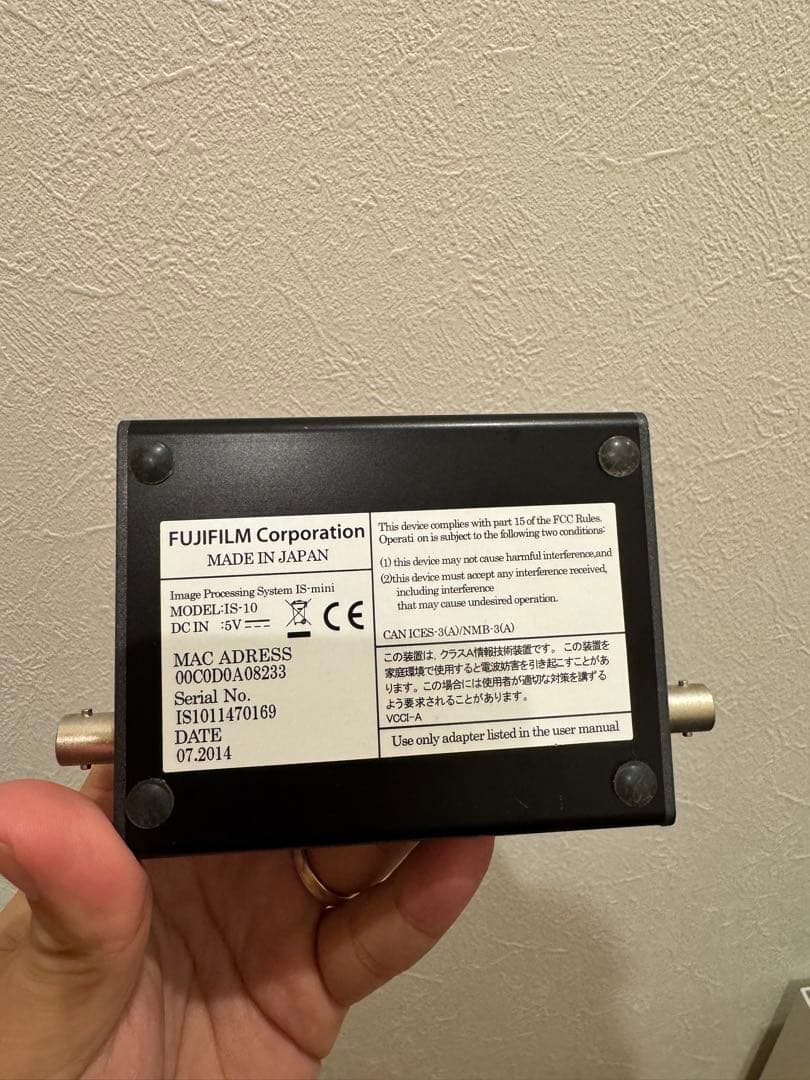 FUJIFILM Corporation
MADE IN JAPAN
Image Processing System IS-mini
MODEL:IS-10
DC IN :5V
CE
MAC ADRESS
00C0D0A08233
Serial No.
IS1011470169
DATE
07.2014
This device complies with part 15 of the FCC Rules.
Operati on is subject to the following two conditions:
(1) this device may not cause harmful interference,and
(2)this device must accept any interference received,
including interference
that may cause undesired operation.
CAN ICES-3(A)/NMB-3(A)
この装置は、クラスA情報技術装置です。この装置を
家庭環境で使用すると電波妨害を引き起こすことがあ
ります。この場合には使用者が適切な対策を講ずる
よう要求されることがあります。
VCCI-A
Use only adapter listed in the user manual